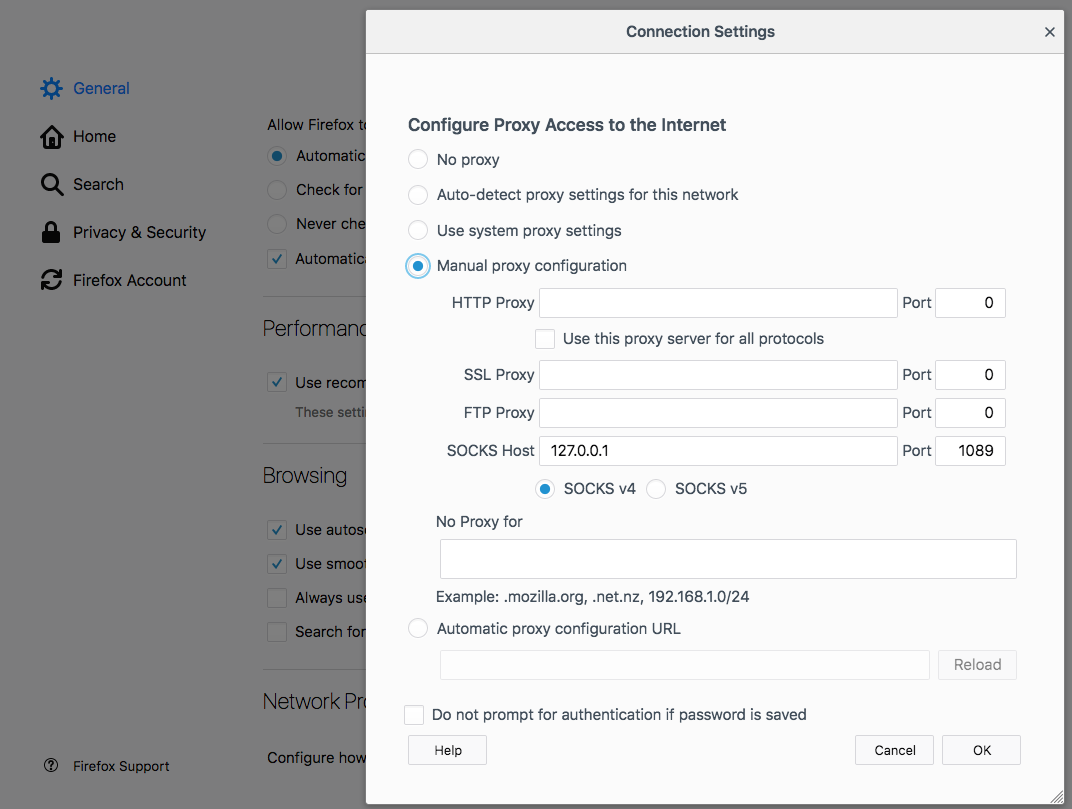 Connection Settings
General
Home
Search
Privacy & Security
Firefox Account
Firefox Support
Allow Firefox to
Automatic
Check for
Never che
Automatica
Performanc
Use recom
These setti
Browsing
Use autosc
Use smoot
Always use
Search for
Network Pro
Configure how
Configure Proxy Access to the Internet
No proxy
Auto-detect proxy settings for this network
Use system proxy settings
Manual proxy configuration
HTTP Proxy Port 0
Use this proxy server for all protocols
SSL Proxy Port 0
FTP Proxy Port 0
SOCKS Host 127.0.0.1 Port 1089
SOCKS v4 SOCKS v5
No Proxy for
Example: .mozilla.org, .net.nz, 192.168.1.0/24
Automatic proxy configuration URL
Reload
Do not prompt for authentication if password is saved
Help Cancel OK